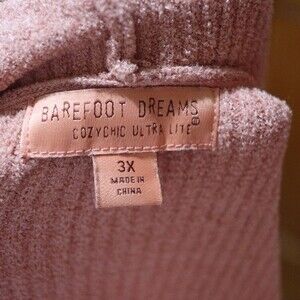 BAREFOOT DREAMS®
COZYCHIC ULTRA LITE
3X
MADE IN
CHINA